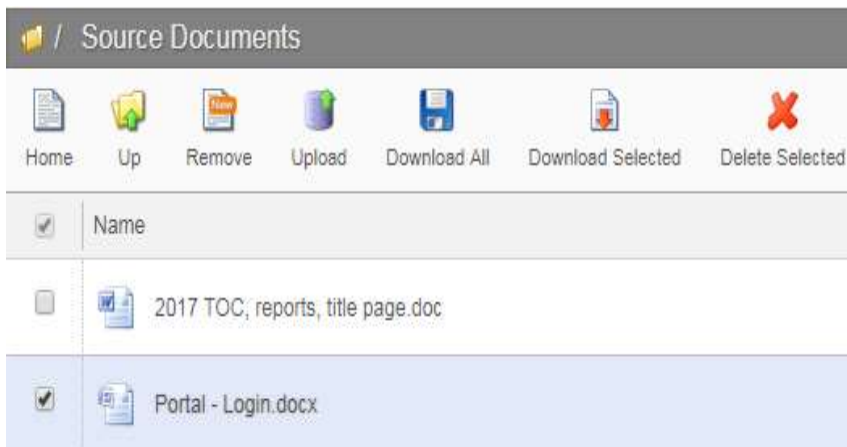 / Source Documents
New
Home Up Remove Upload Download All Download Selected Delete Selected
Name
2017 TOC, reports, title page.doc
Portal - Login.docx